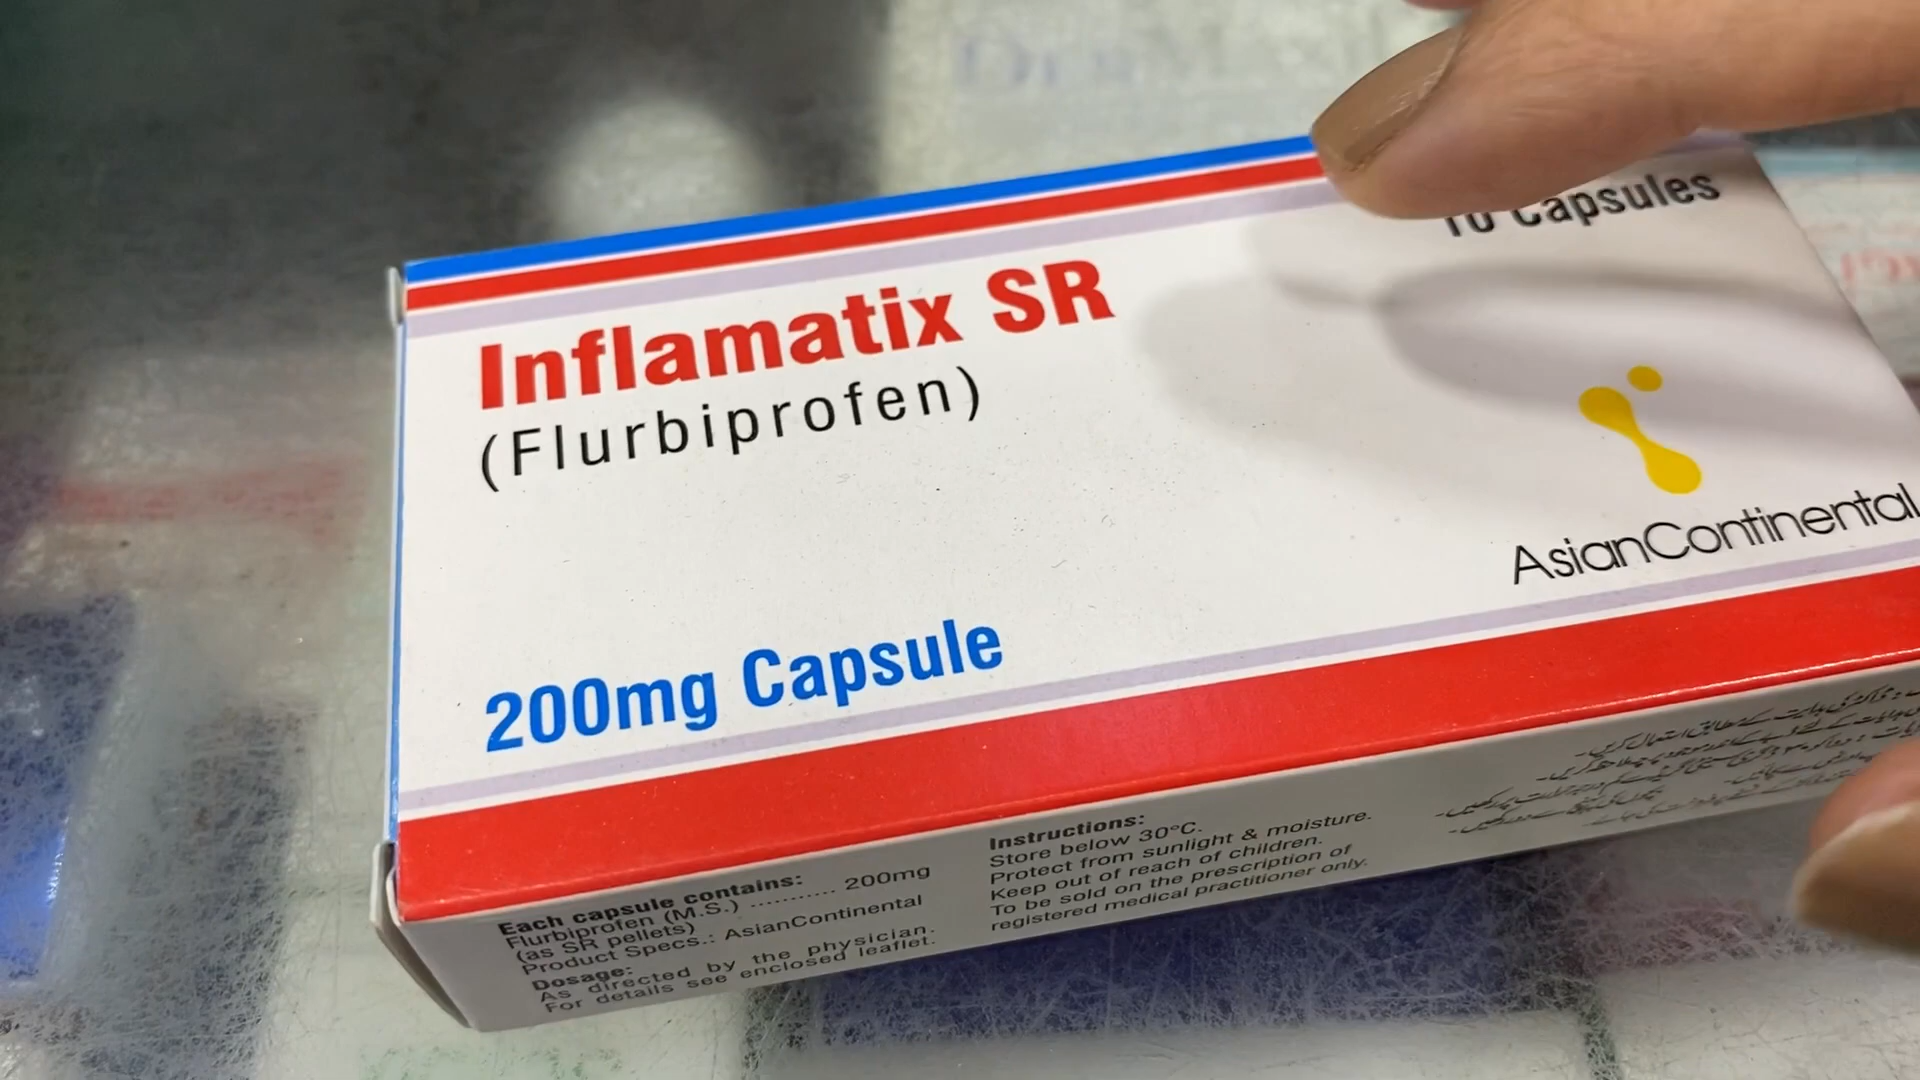 10 Capsules
Inflamatix SR
(Flurbiprofen)
AsianContinental
200mg Capsule
Each capsule contains:
Flurbiprofen (M.S.) ............ 200mg
(as SR pellets)
Product Specs.: AsianContinental
Dosage:
As directed by the physician.
For details see enclosed leaflet.
Instructions:
Store below 30°C.
Protect from sunlight & moisture.
Keep out of reach of children.
To be sold on the prescription of
registered medical practitioner only.